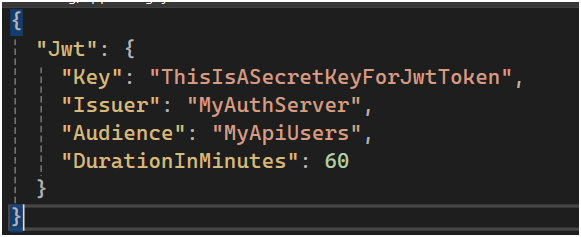 {
"Jwt": {
"Key": "ThisIsASecretKeyForJwtToken",
"Issuer": "MyAuthServer",
"Audience": "MyApiUsers",
"DurationInMinutes": 60
}
}